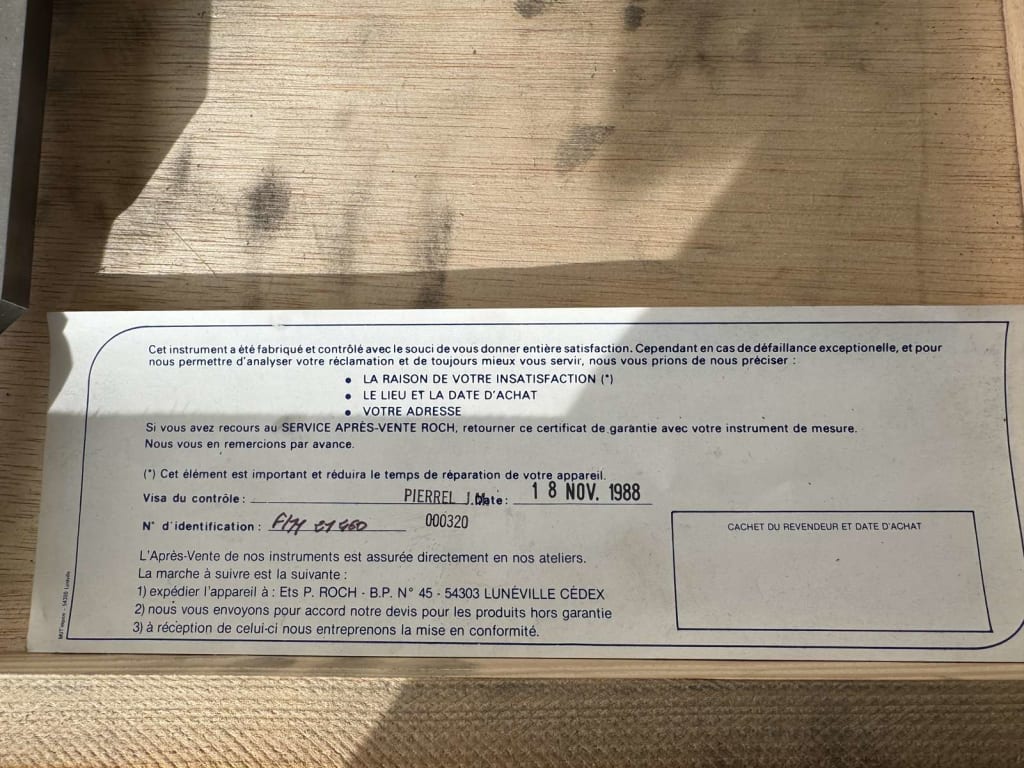 Cet instrument a été fabriqué et contrôlé avec le souci de vous donner entière satisfaction. Cependant en cas de défaillance exceptionelle, et pour
nous permettre d'analyser votre réclamation et de toujours mieux vous servir, nous vous prions de nous préciser :
• LA RAISON DE VOTRE INSATISFACTION (*)
• LE LIEU ET LA DATE D'ACHAT
• VOTRE ADRESSE
Si vous avez recours au SERVICE APRÈS-VENTE ROCH, retourner ce certificat de garantie avec votre instrument de mesure.
Nous vous en remercions par avance.
(*) Cet élément est important et réduira le temps de réparation de votre appareil.
Visa du contrôle : PIERREL J.M. Date : 18 NOV. 1988
N° d'identification : 000320
CACHET DU REVENDEUR ET DATE D'ACHAT
L'Après-Vente de nos instruments est assurée directement en nos ateliers.
La marche à suivre est la suivante :
1) expédier l'appareil à : Ets P. ROCH - B.P. N° 45 - 54303 LUNÉVILLE CÉDEX
2) nous vous envoyons pour accord notre devis pour les produits hors garantie
3) à réception de celui-ci nous entreprenons la mise en conformité.